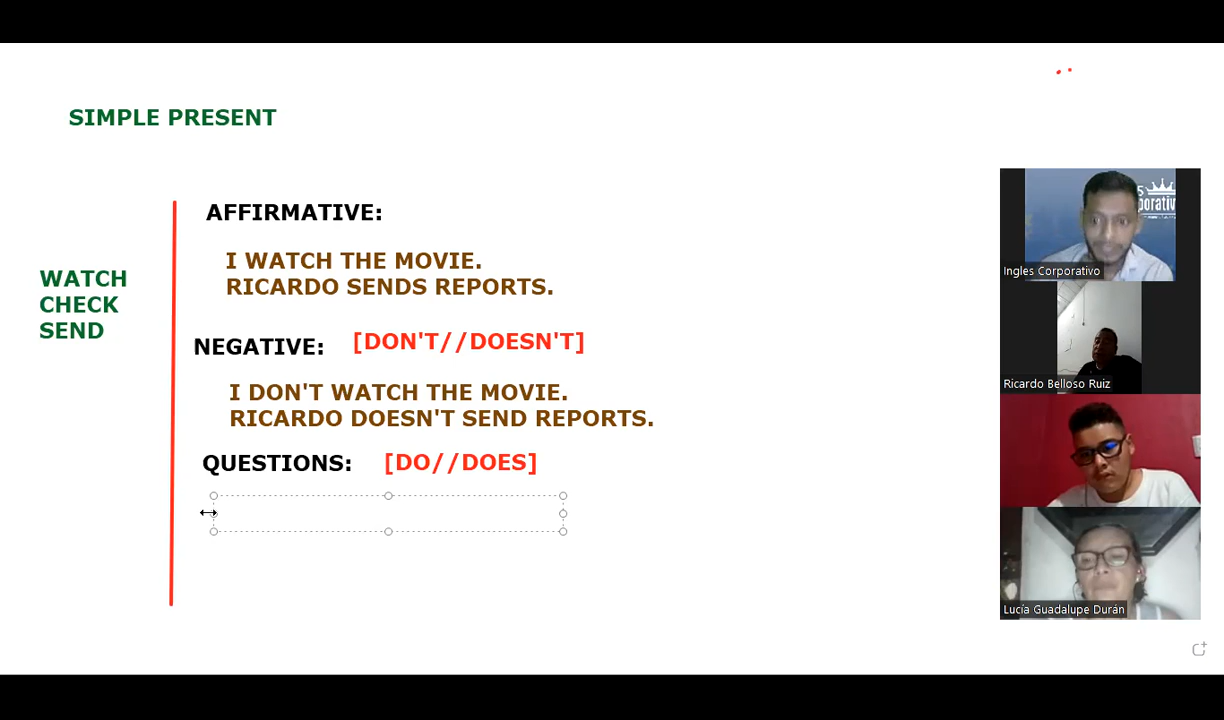 SIMPLE PRESENT
AFFIRMATIVE:
I WATCH THE MOVIE.
RICARDO SENDS REPORTS.
WATCH
CHECK
SEND
NEGATIVE: [DON'T//DOESN'T]
I DON'T WATCH THE MOVIE.
RICARDO DOESN'T SEND REPORTS.
QUESTIONS: [DO//DOES]
Ingles Corporativo
Ricardo Belloso Ruiz
Lucía Guadalupe Durán